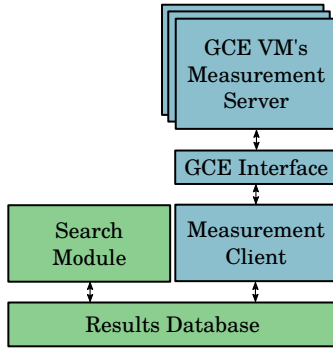 GCE VM's
Measurement
Server
GCE Interface
Search
Module
Measurement
Client
Results Database